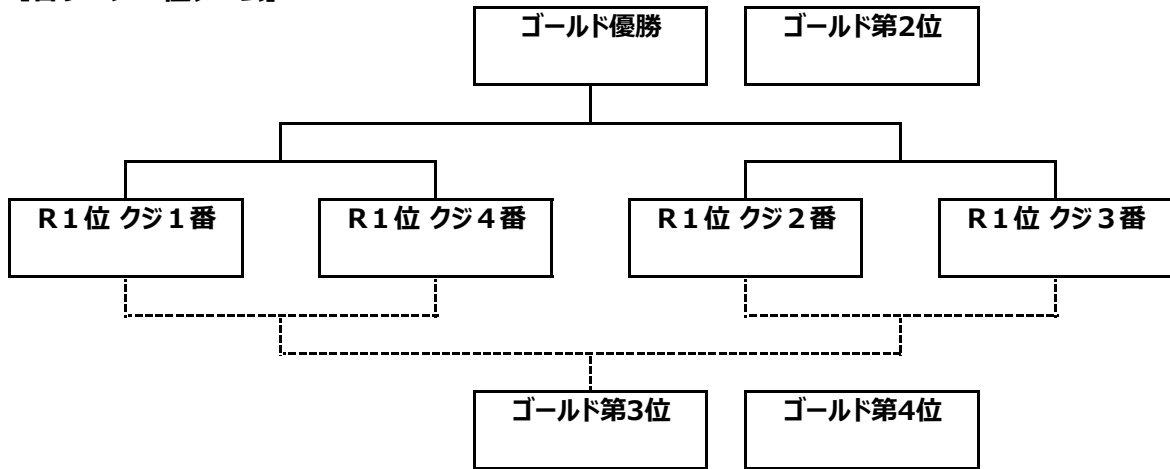 ゴールド優勝
ゴールド第2位
R1位 クジ1番
R1位 クジ4番
R1位 クジ2番
R1位 クジ3番
ゴールド第3位
ゴールド第4位